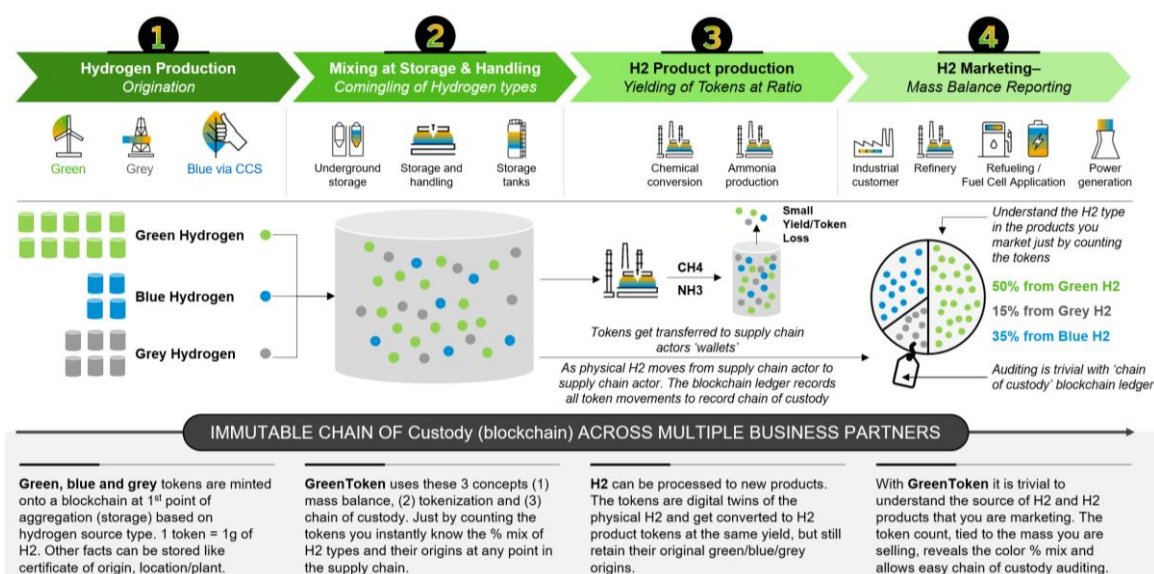 1
2
3
4
Hydrogen Production
Origination
Mixing at Storage & Handling
Comingling of Hydrogen types
H2 Product production
Yielding of Tokens at Ratio
H2 Marketing–
Mass Balance Reporting
Green
Grey
Blue via CCS
Underground
storage
Storage and
handling
Storage
tanks
Chemical
conversion
Ammonia
production
Industrial
customer
Refinery
Refueling /
Fuel Cell Application
Power
generation
Green Hydrogen
Blue Hydrogen
Grey Hydrogen
CH4
NH3
Small
Yield/Token
Loss
Tokens get transferred to supply chain
actors ‘wallets’
As physical H2 moves from supply chain actor to
supply chain actor. The blockchain ledger records
all token movements to record chain of custody
Understand the H2 type
in the products you
market just by counting
the tokens
50% from Green H2
15% from Grey H2
35% from Blue H2
Auditing is trivial with ‘chain
of custody’ blockchain ledger
IMMUTABLE CHAIN OF Custody (blockchain) ACROSS MULTIPLE BUSINESS PARTNERS
Green, blue and grey tokens are minted
onto a blockchain at 1st point of
aggregation (storage) based on
hydrogen source type. 1 token = 1g of
H2. Other facts can be stored like
certificate of origin, location/plant.
GreenToken uses these 3 concepts (1)
mass balance, (2) tokenization and (3)
chain of custody. Just by counting the
tokens you instantly know the % mix of
H2 types and their origins at any point in
the supply chain.
H2 can be processed to new products.
The tokens are digital twins of the
physical H2 and get converted to H2
product tokens at the same yield, but still
retain their original green/blue/grey
origins.
With GreenToken it is trivial to
understand the source of H2 and H2
products that you are marketing. The
token count, tied to the mass you are
selling, reveals the color % mix and
allows easy chain of custody auditing.